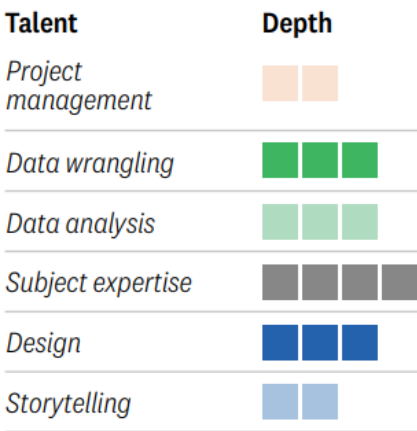 Talent Depth
Project
management
Data wrangling
Data analysis
Subject expertise
Design
Storytelling